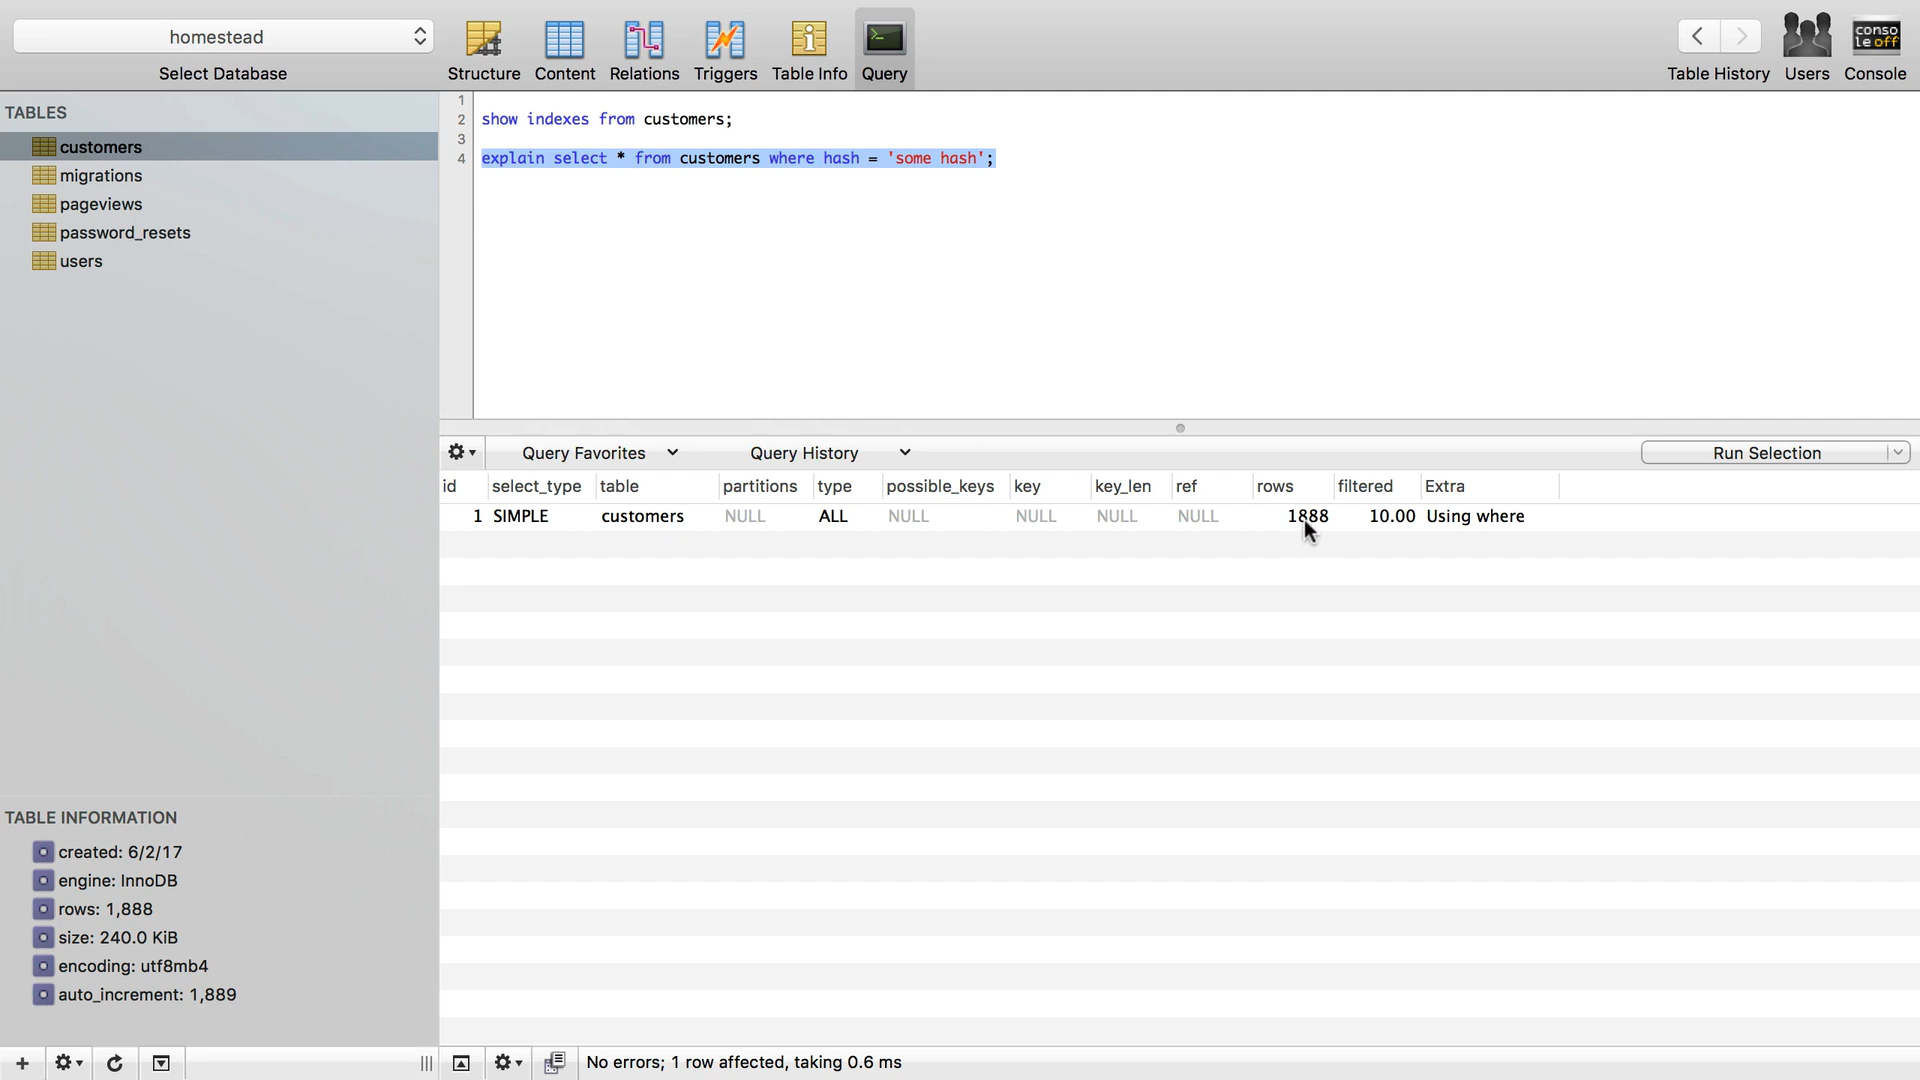 homestead
Select Database
Structure Content Relations Triggers Table Info Query
Table History Users Console
conso
le off
TABLES
customers
migrations
pageviews
password_resets
users
1
2 show indexes from customers;
3
4 explain select * from customers where hash = 'some hash';
Query Favorites Query History Run Selection
id select_type table partitions type possible_keys key key_len ref rows filtered Extra
1 SIMPLE customers NULL ALL NULL NULL NULL NULL 1888 10.00 Using where
TABLE INFORMATION
created: 6/2/17
engine: InnoDB
rows: 1,888
size: 240.0 KiB
encoding: utf8mb4
auto_increment: 1,889
No errors; 1 row affected, taking 0.6 ms